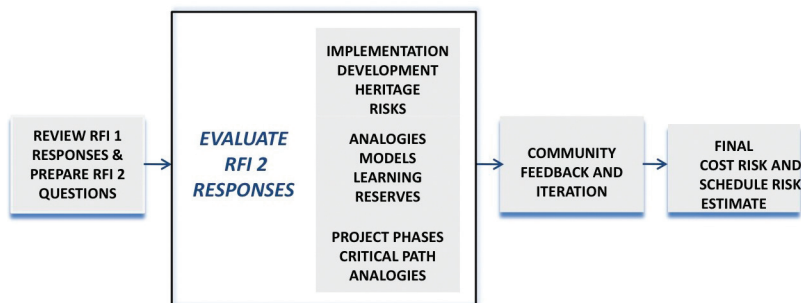 REVIEW RFI 1
RESPONSES &
PREPARE RFI 2
QUESTIONS
EVALUATE
RFI 2
RESPONSES
IMPLEMENTATION
DEVELOPMENT
HERITAGE
RISKS
ANALOGIES
MODELS
LEARNING
RESERVES
PROJECT PHASES
CRITICAL PATH
ANALOGIES
COMMUNITY
FEEDBACK AND
ITERATION
FINAL
COST RISK AND
SCHEDULE RISK
ESTIMATE